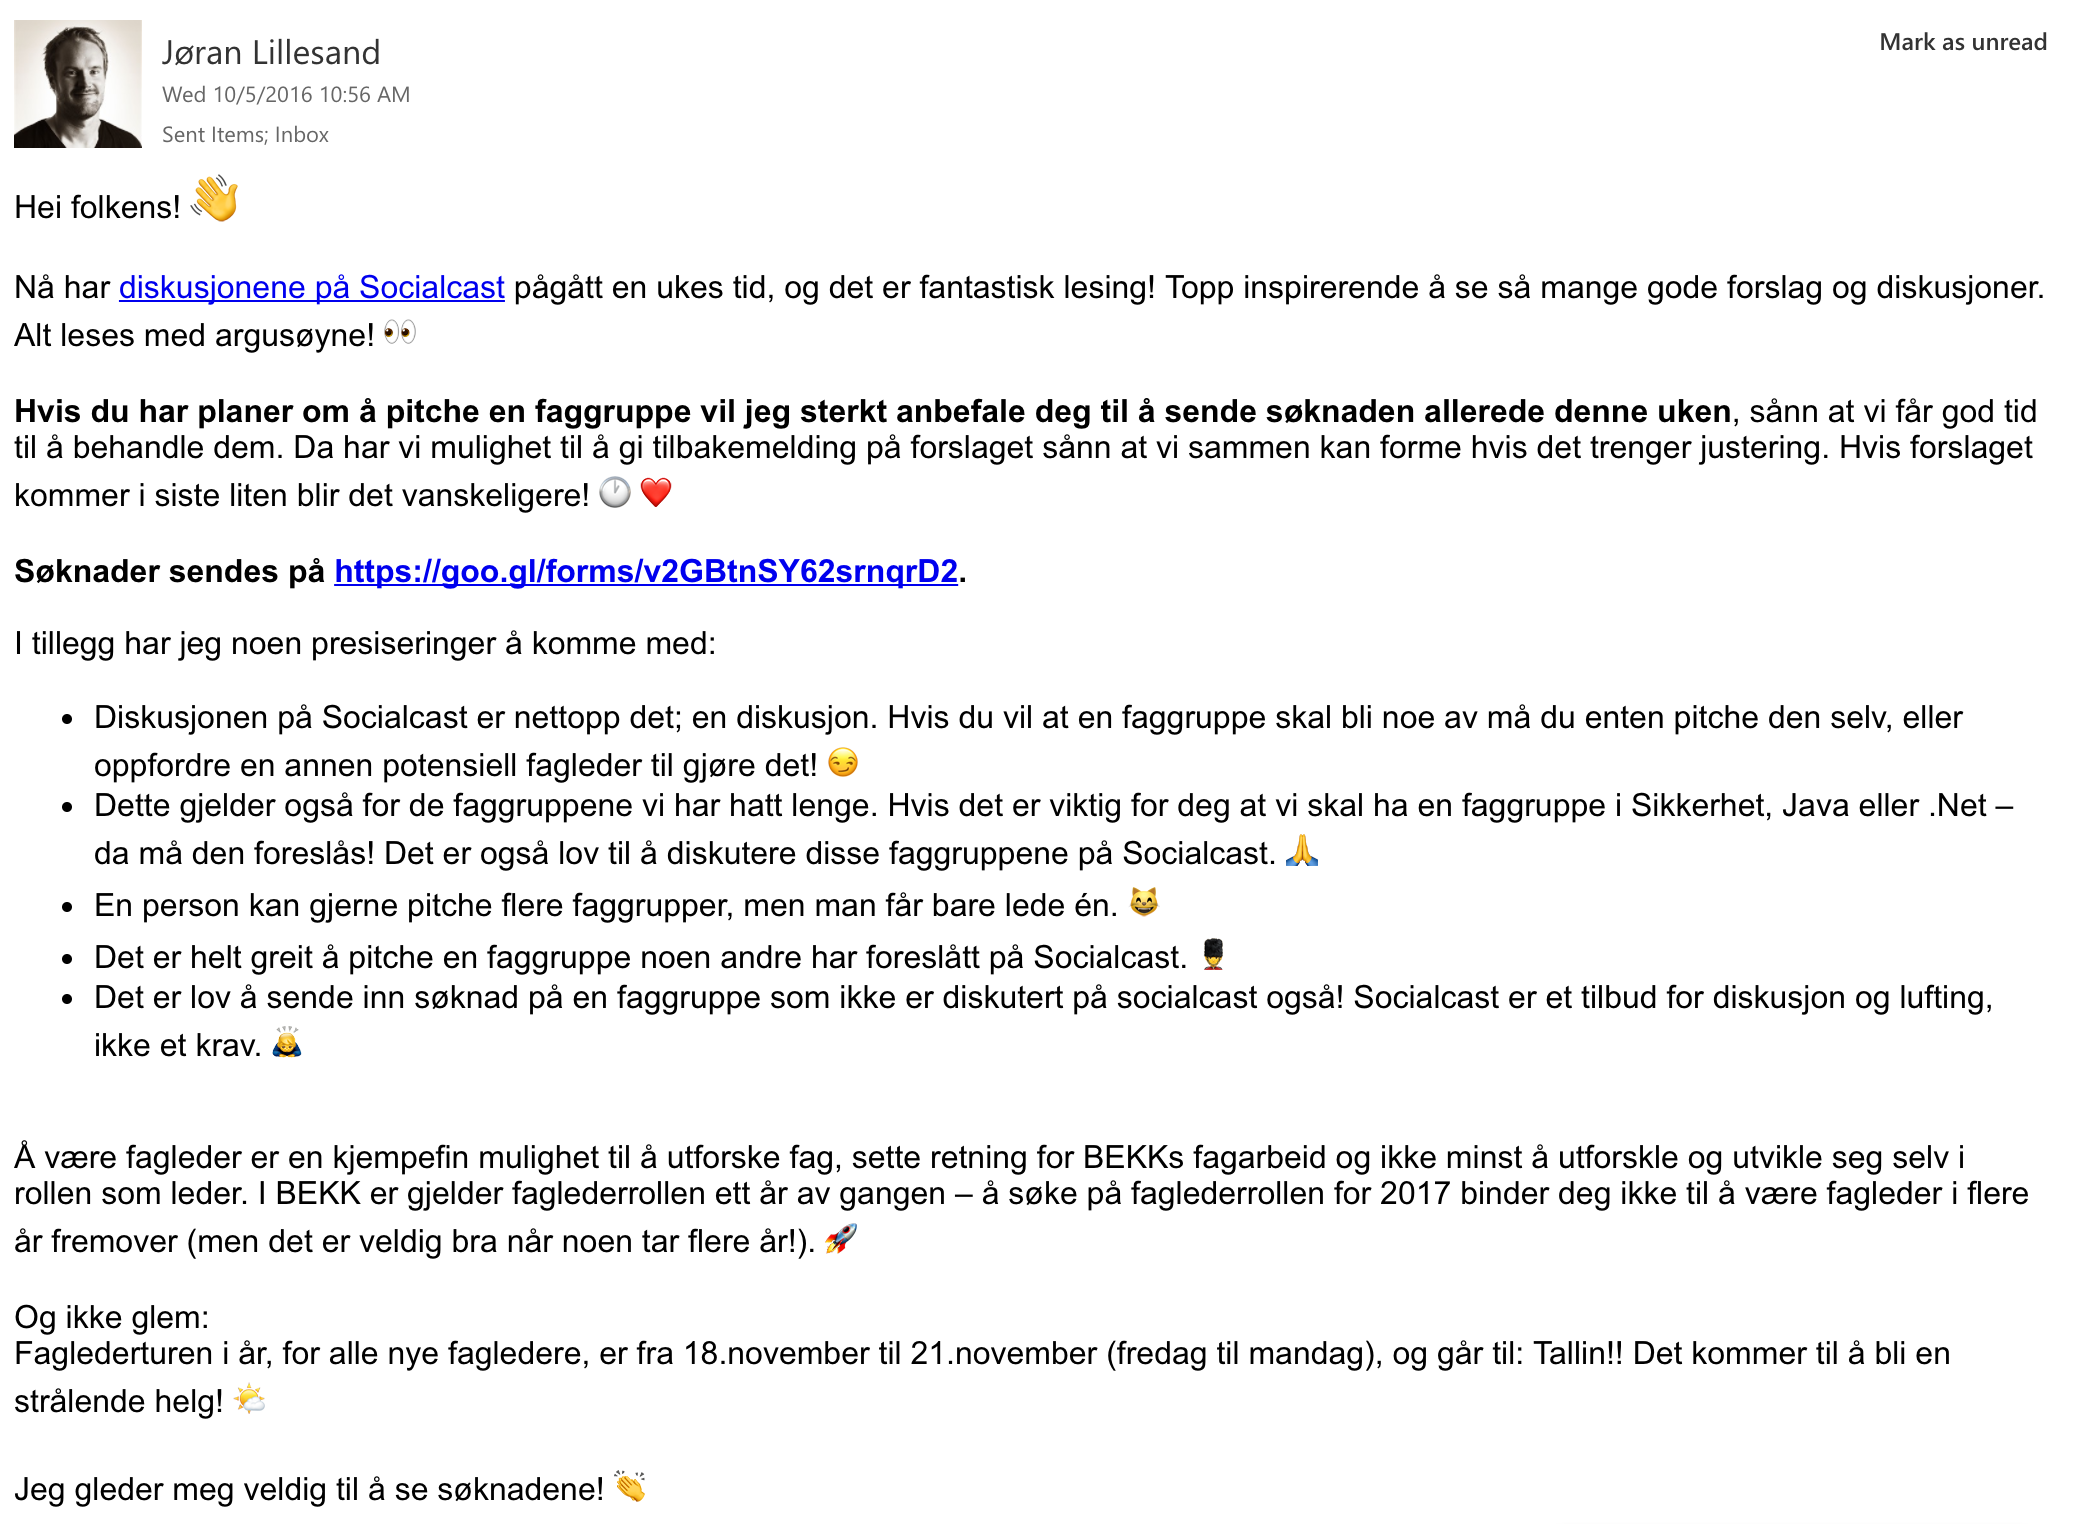 Jøran Lillesand
Mark as unread
Wed 10/5/2016 10:56 AM
Sent Items; Inbox
Hei folkens! 👋
Nå har diskusjonene på Socialcast pågått en ukes tid, og det er fantastisk lesing! Topp inspirerende å se så mange gode forslag og diskusjoner.
Alt leses med argusøyne! 👀
Hvis du har planer om å pitche en faggruppe vil jeg sterkt anbefale deg til å sende søknaden allerede denne uken, sånn at vi får god tid
til å behandle dem. Da har vi mulighet til å gi tilbakemelding på forslaget sånn at vi sammen kan forme hvis det trenger justering. Hvis forslaget
kommer i siste liten blir det vanskeligere! 🕐 ❤️
Søknader sendes på https://goo.gl/forms/v2GBtnSY62srnqrD2.
I tillegg har jeg noen presiseringer å komme med:
• Diskusjonen på Socialcast er nettopp det; en diskusjon. Hvis du vil at en faggruppe skal bli noe av må du enten pitche den selv, eller
oppfordre en annen potensiell fagleder til gjøre det! 😏
• Dette gjelder også for de faggruppene vi har hatt lenge. Hvis det er viktig for deg at vi skal ha en faggruppe i Sikkerhet, Java eller .Net –
da må den foreslås! Det er også lov til å diskutere disse faggruppene på Socialcast. 🙏
• En person kan gjerne pitche flere faggrupper, men man får bare lede én. 😸
• Det er helt greit å pitche en faggruppe noen andre har foreslått på Socialcast. 💂
• Det er lov å sende inn søknad på en faggruppe som ikke er diskutert på socialcast også! Socialcast er et tilbud for diskusjon og lufting,
ikke et krav. 🙇
Å være fagleder er en kjempefin mulighet til å utforske fag, sette retning for BEKKs fagarbeid og ikke minst å utforskle og utvikle seg selv i
rollen som leder. I BEKK er gjelder faglederrollen ett år av gangen – å søke på faglederrollen for 2017 binder deg ikke til å være fagleder i flere
år fremover (men det er veldig bra når noen tar flere år!). 🚀
Og ikke glem:
Faglederturen i år, for alle nye fagledere, er fra 18.november til 21.november (fredag til mandag), og går til: Tallin!! Det kommer til å bli en
strålende helg! 🌤️
Jeg gleder meg veldig til å se søknadene! 👏